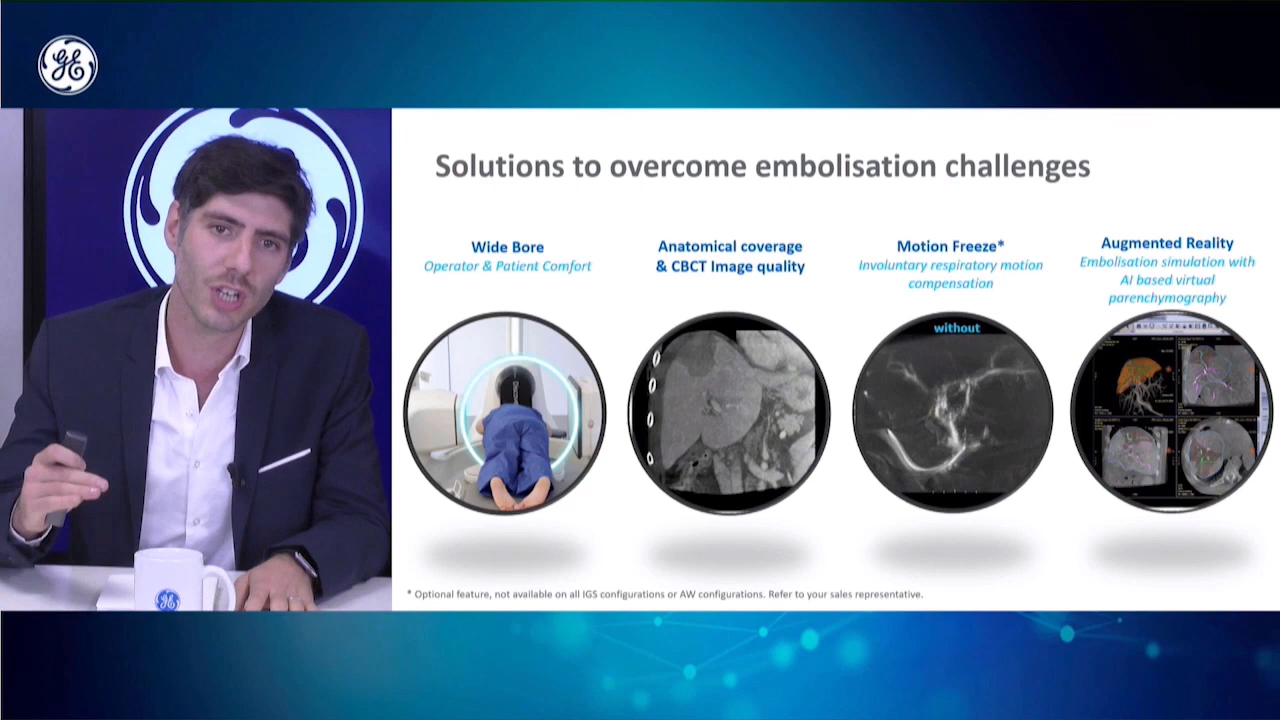 GE
Solutions to overcome embolisation challenges
Wide Bore
Operator & Patient Comfort
Anatomical coverage
& CBCT Image quality
Motion Freeze*
Involuntary respiratory motion
compensation
without
Augmented Reality
Embolisation simulation with
AI based virtual
parenchymography
* Optional feature, not available on all IGS configurations or AW configurations. Refer to your sales representative.
GE